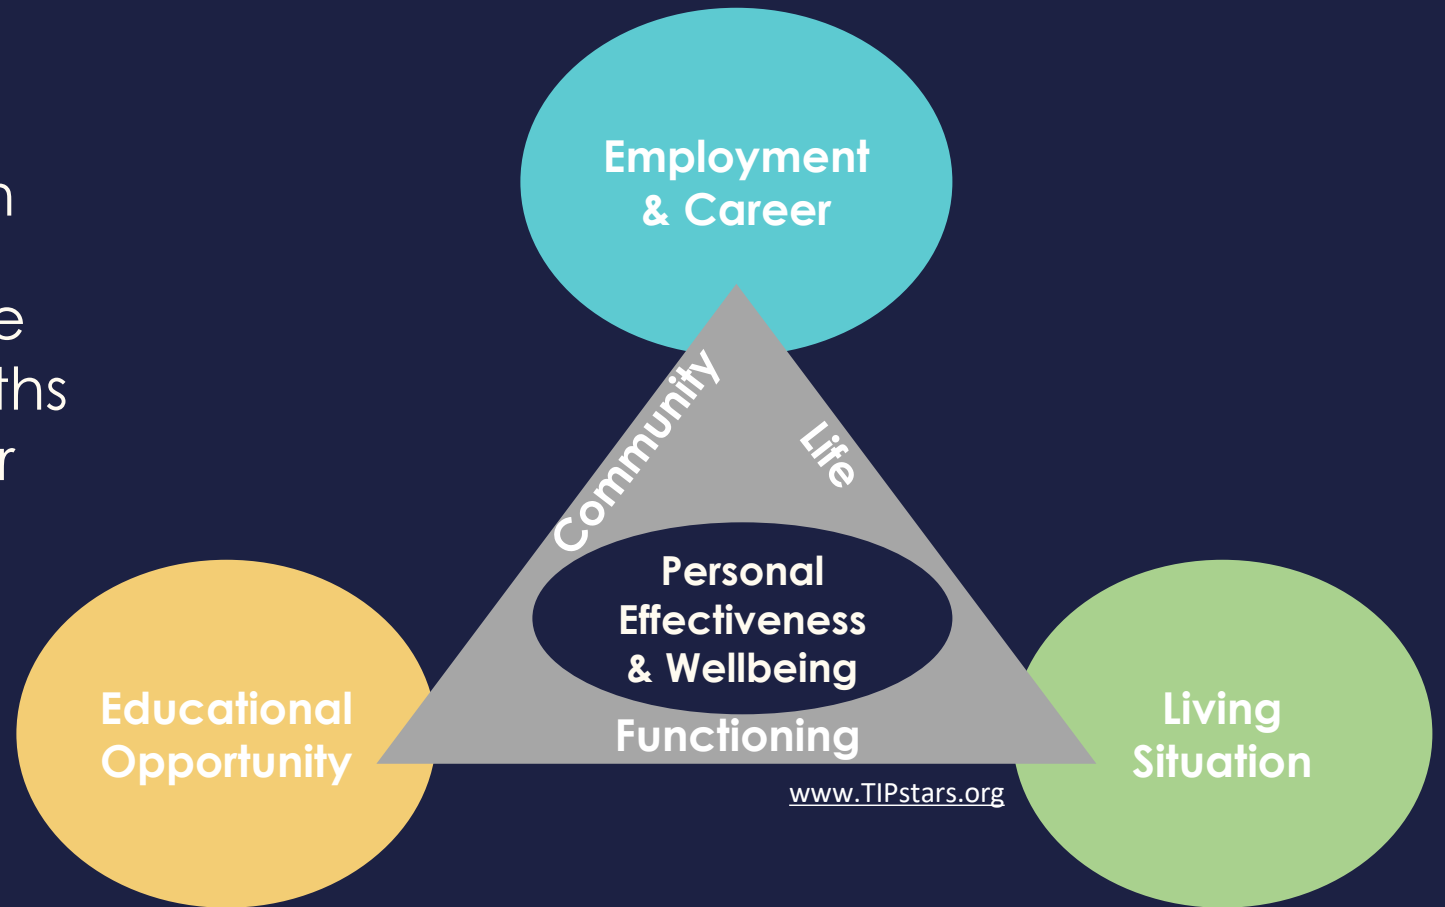 Employment
& Career
Community
Life
Personal
Effectiveness
& Wellbeing
Functioning
Educational
Opportunity
Living
Situation
www.TIPstars.org